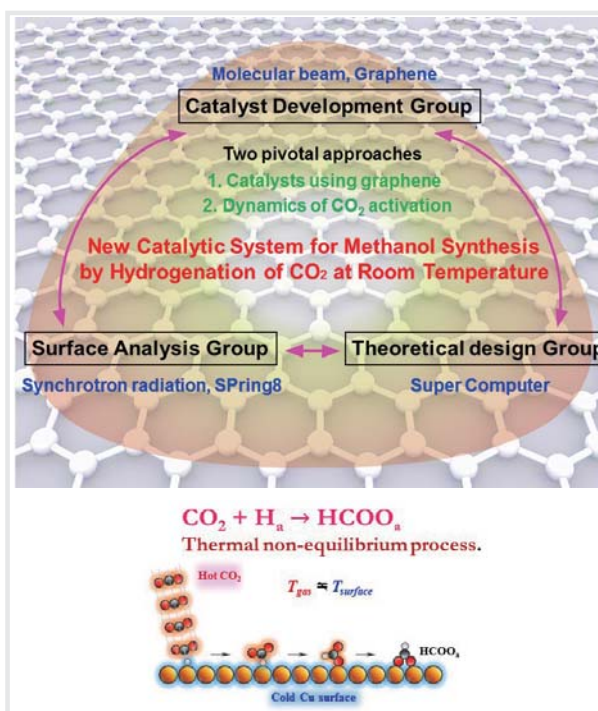 Molecular beam, Graphene
Catalyst Development Group
Two pivotal approaches
1. Catalysts using graphene
2. Dynamics of CO₂ activation
New Catalytic System for Methanol Synthesis
by Hydrogenation of CO₂ at Room Temperature
Surface Analysis Group
Theoretical design Group
Synchrotron radiation, SPring8
Super Computer
CO₂ + Hₐ → HCOOₐ
Thermal non-equilibrium process.
Hot CO₂
T_gas ≒ T_surface
HCOOₐ
Cold Cu surface